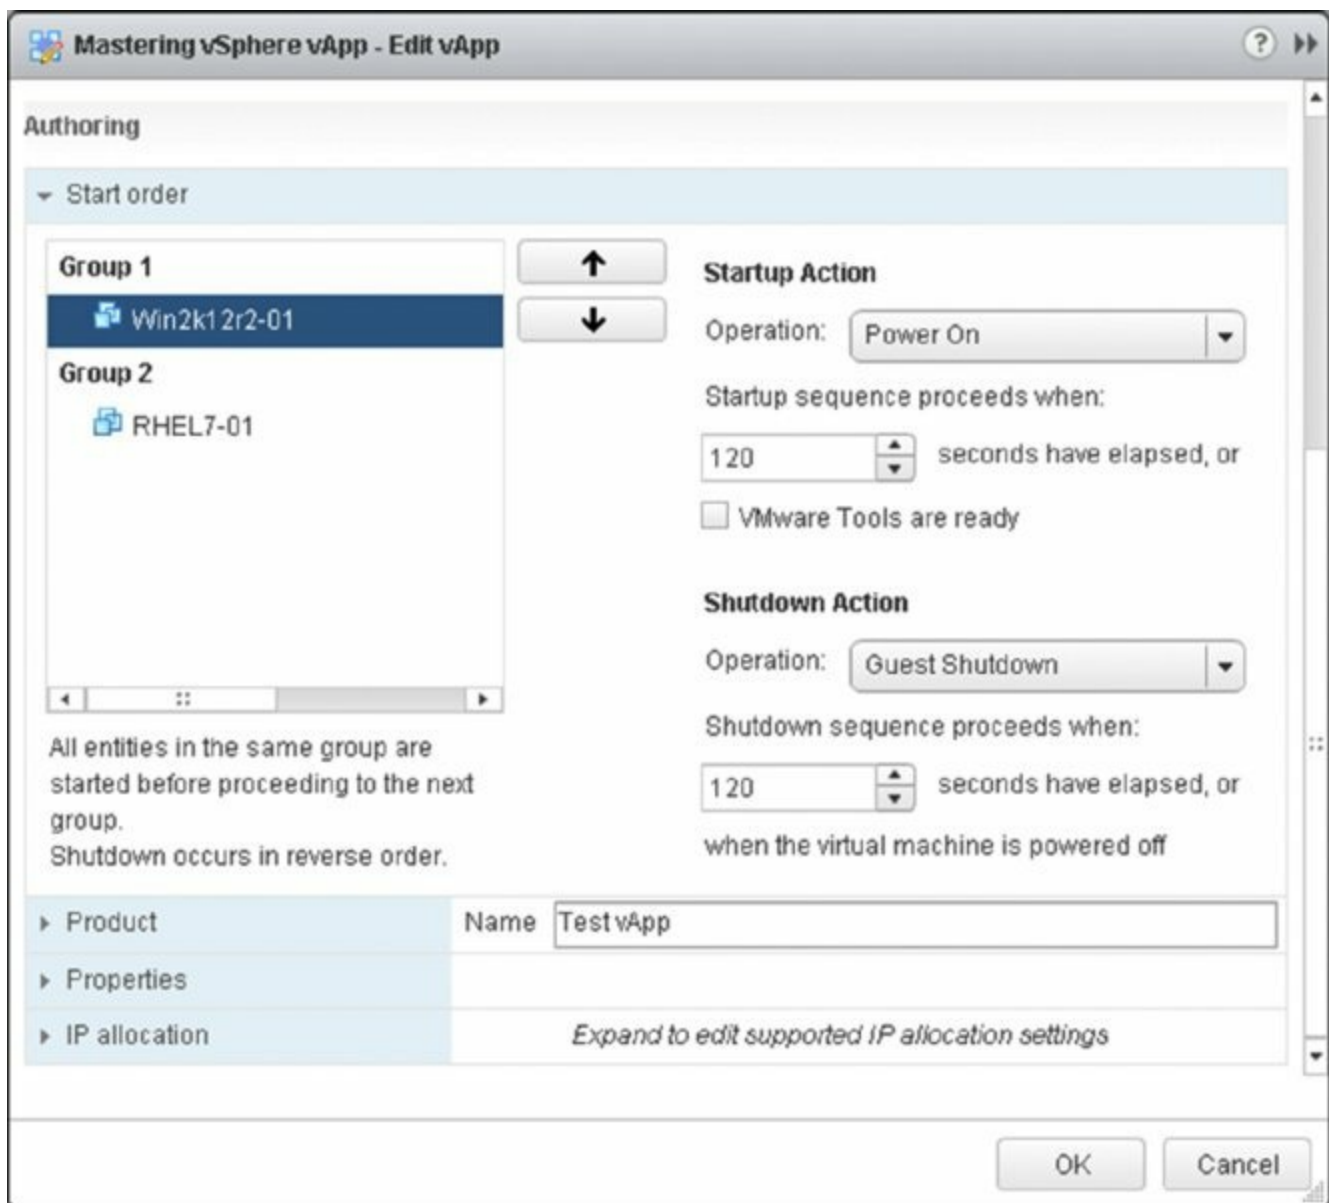 Mastering vSphere vApp - Edit vApp
?
Authoring
Start order
Group 1
Win2k12r2-01
Group 2
RHEL7-01
All entities in the same group are
started before proceeding to the next
group.
Shutdown occurs in reverse order.
Startup Action
Operation: Power On
Startup sequence proceeds when:
120 seconds have elapsed, or
VMware Tools are ready
Shutdown Action
Operation: Guest Shutdown
Shutdown sequence proceeds when:
120 seconds have elapsed, or
when the virtual machine is powered off
Product Name Test vApp
Properties
IP allocation Expand to edit supported IP allocation settings
OK Cancel